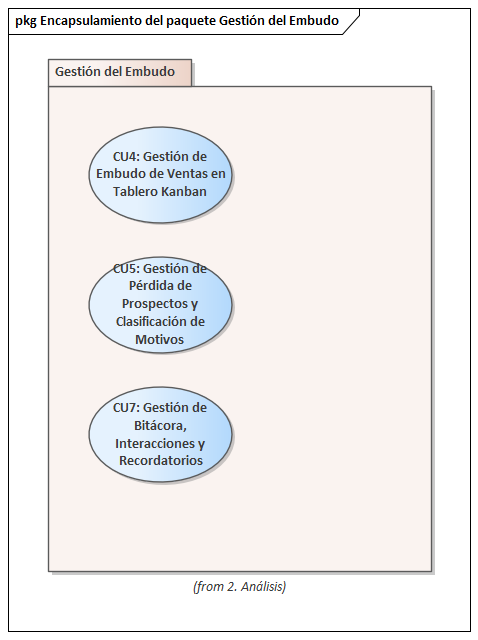 pkg Encapsulamiento del paquete Gestión del Embudo
Gestión del Embudo
CU4: Gestión de
Embudo de Ventas en
Tablero Kanban
CU5: Gestión de
Pérdida de
Prospectos y
Clasificación de
Motivos
CU7: Gestión de
Bitácora,
Interacciones y
Recordatorios
(from 2. Análisis)